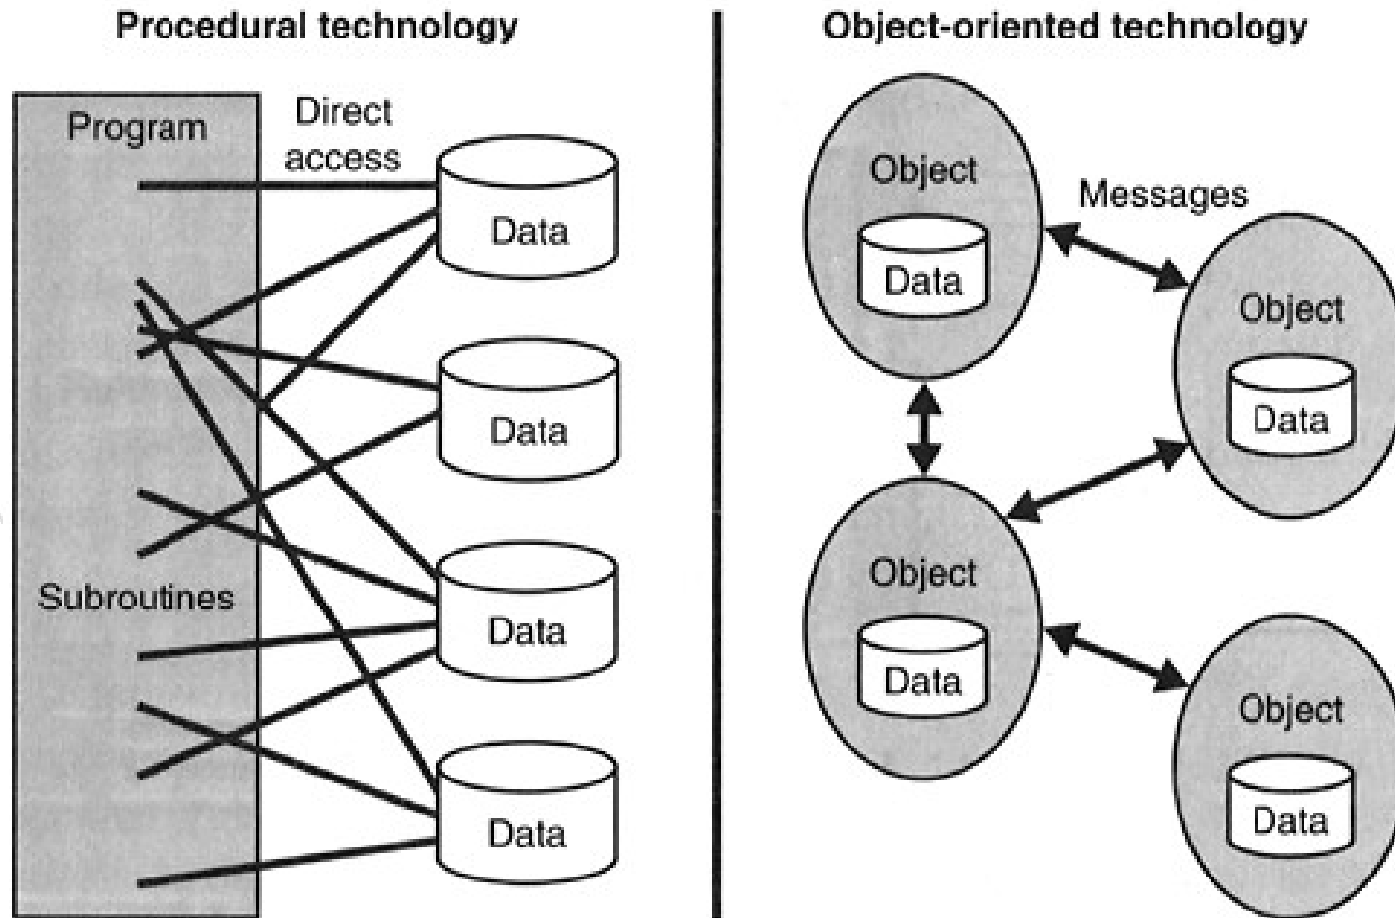 Procedural technology
Program
Direct
access
Data
Data
Subroutines
Data
Data
Object-oriented technology
Object
Messages
Data
Object
Data
Object
Data
Object
Data